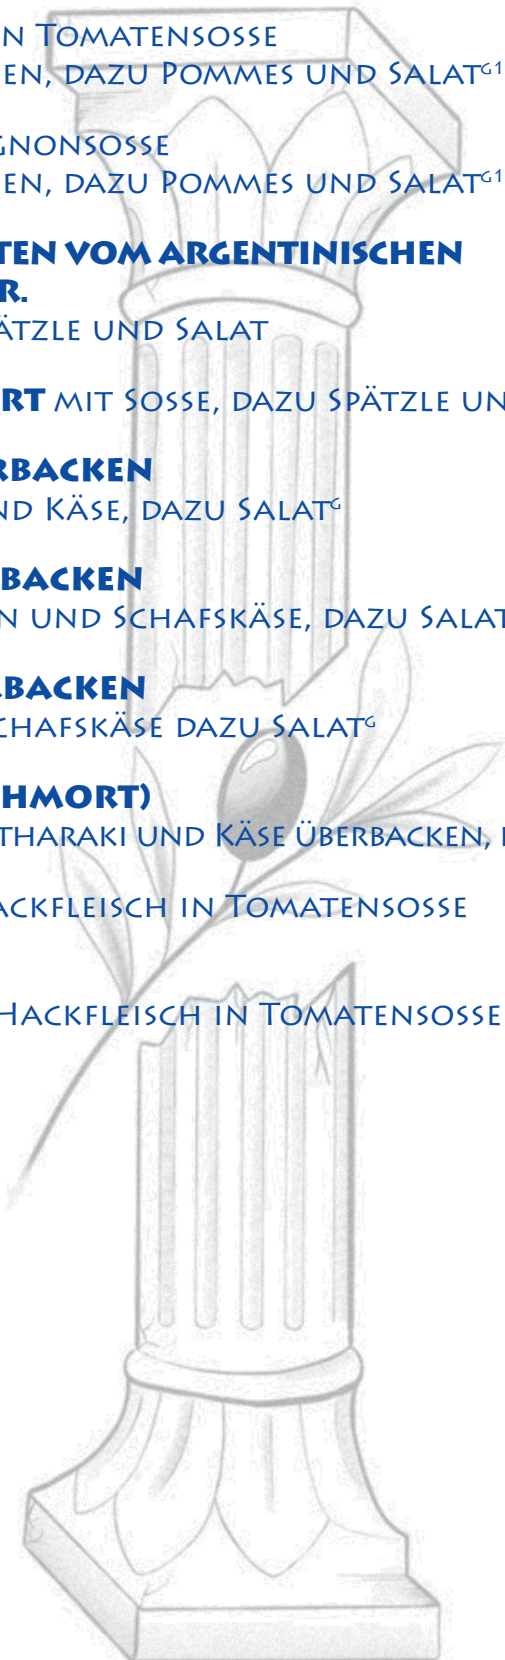 N TOMATENSOSSE
EN, DAZU POMMES UND SALATG1
GNONSOSSE
EN, DAZU POMMES UND SALATG1
TEN VOM ARGENTINISCHEN
R.
ÄTZLE UND SALAT
RT MIT SOSSE, DAZU SPÄTZLE UN
RBACKEN
ND KÄSE, DAZU SALATG
BACKEN
N UND SCHAFSKÄSE, DAZU SALAT
RBACKEN
CHAFSKÄSE DAZU SALATG
HMORT)
THARAKI UND KÄSE ÜBERBACKEN,
ACKFLEISCH IN TOMATENSOSSE
HACKFLEISCH IN TOMATENSOSSE